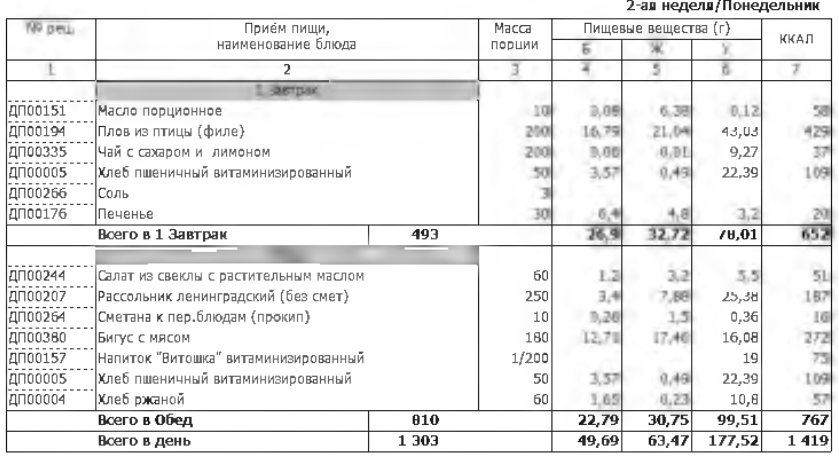 2-ая неделя/Понедельник
№ рец. Приём пищи, наименование блюда Масса порции Пищевые вещества (г) ККАЛ
Б Ж У
1 2 3 4 5 6 7
1 Завтрак
ДП00151 Масло порционное 10 0,08 6,38 0,12 58
ДП00194 Плов из птицы (филе) 200 16,79 21,04 43,03 429
ДП00335 Чай с сахаром и лимоном 200 0,06 0,01 9,27 37
ДП00005 Хлеб пшеничный витаминизированный 50 3,57 0,49 22,39 109
ДП00266 Соль 3
ДП00176 Печенье 30 6,4 4,8 3,2 20
Всего в 1 Завтрак 493 26,9 32,72 78,01 652
ДП00244 Салат из свеклы с растительным маслом 60 1,2 3,2 5,5 51
ДП00207 Рассольник ленинградский (без смет) 250 3,4 7,88 25,38 187
ДП00264 Сметана к пер.блюдам (прокип) 10 0,26 1,5 0,36 16
ДП00380 Бигус с мясом 180 12,71 17,46 16,08 272
ДП00157 Напиток "Витошка" витаминизированный 1/200 19 75
ДП00005 Хлеб пшеничный витаминизированный 50 3,57 0,49 22,39 109
ДП00004 Хлеб ржаной 60 1,65 0,23 10,8 57
Всего в Обед 810 22,79 30,75 99,51 767
Всего в день 1 303 49,69 63,47 177,52 1 419